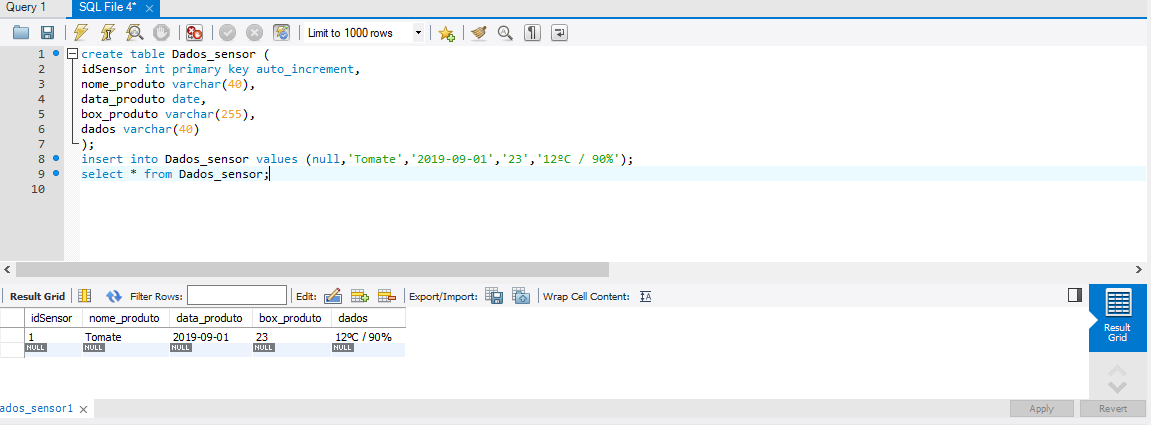 Query 1 SQL File 4*
Limit to 1000 rows
1 create table Dados_sensor (
2 idSensor int primary key auto_increment,
3 nome_produto varchar(40),
4 data_produto date,
5 box_produto varchar(255),
6 dados varchar(40)
7 );
8 insert into Dados_sensor values (null,'Tomate','2019-09-01','23','12ºC / 90%');
9 select * from Dados_sensor;
10
Result Grid Filter Rows: Edit: Export/Import: Wrap Cell Content: IA
idSensor nome_produto data_produto box_produto dados
1 Tomate 2019-09-01 23 12ºC / 90%
NULL NULL NULL NULL NULL
Result
Grid
ados_sensor1
Apply Revert